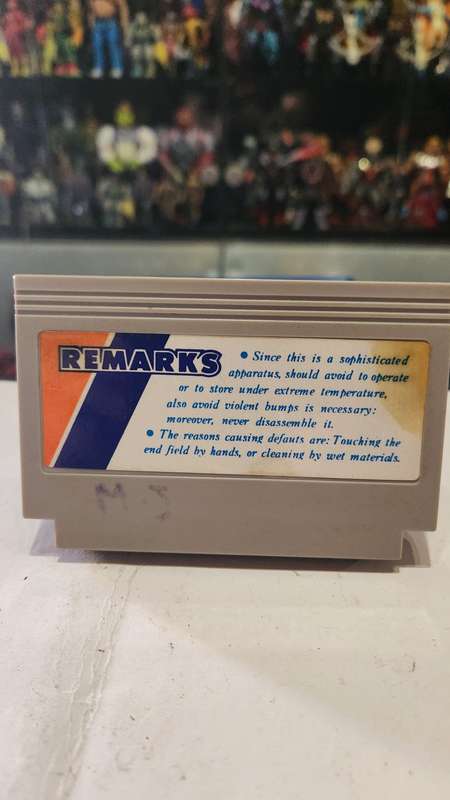 REMARKS
● Since this is a sophisticated
apparatus, should avoid to operate
or to store under extreme temperature,
also avoid violent bumps is necessary:
moreover, never disassemble it.
● The reasons causing defauts are: Touching the
end field by hands, or cleaning by wet materials.